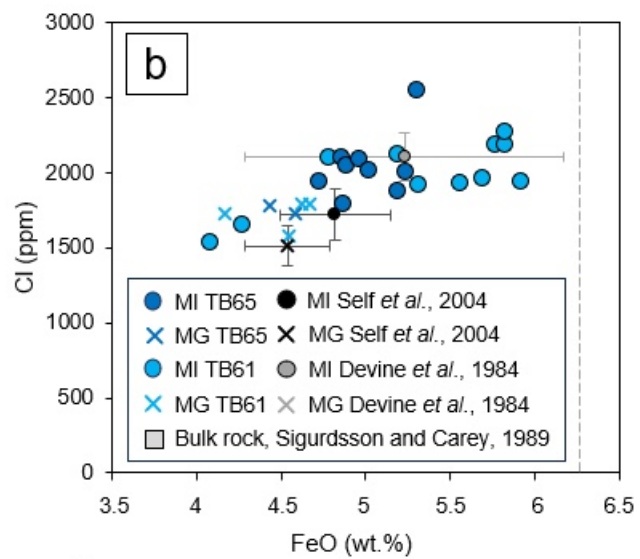 b
3000
2500
2000
1500
1000
500
0
Cl (ppm)
MI TB65
MI Self et al., 2004
MG TB65
MG Self et al., 2004
MI TB61
MI Devine et al., 1984
MG TB61
MG Devine et al., 1984
Bulk rock, Sigurdsson and Carey, 1989
3.5 4 4.5 5 5.5 6 6.5
FeO (wt.%)